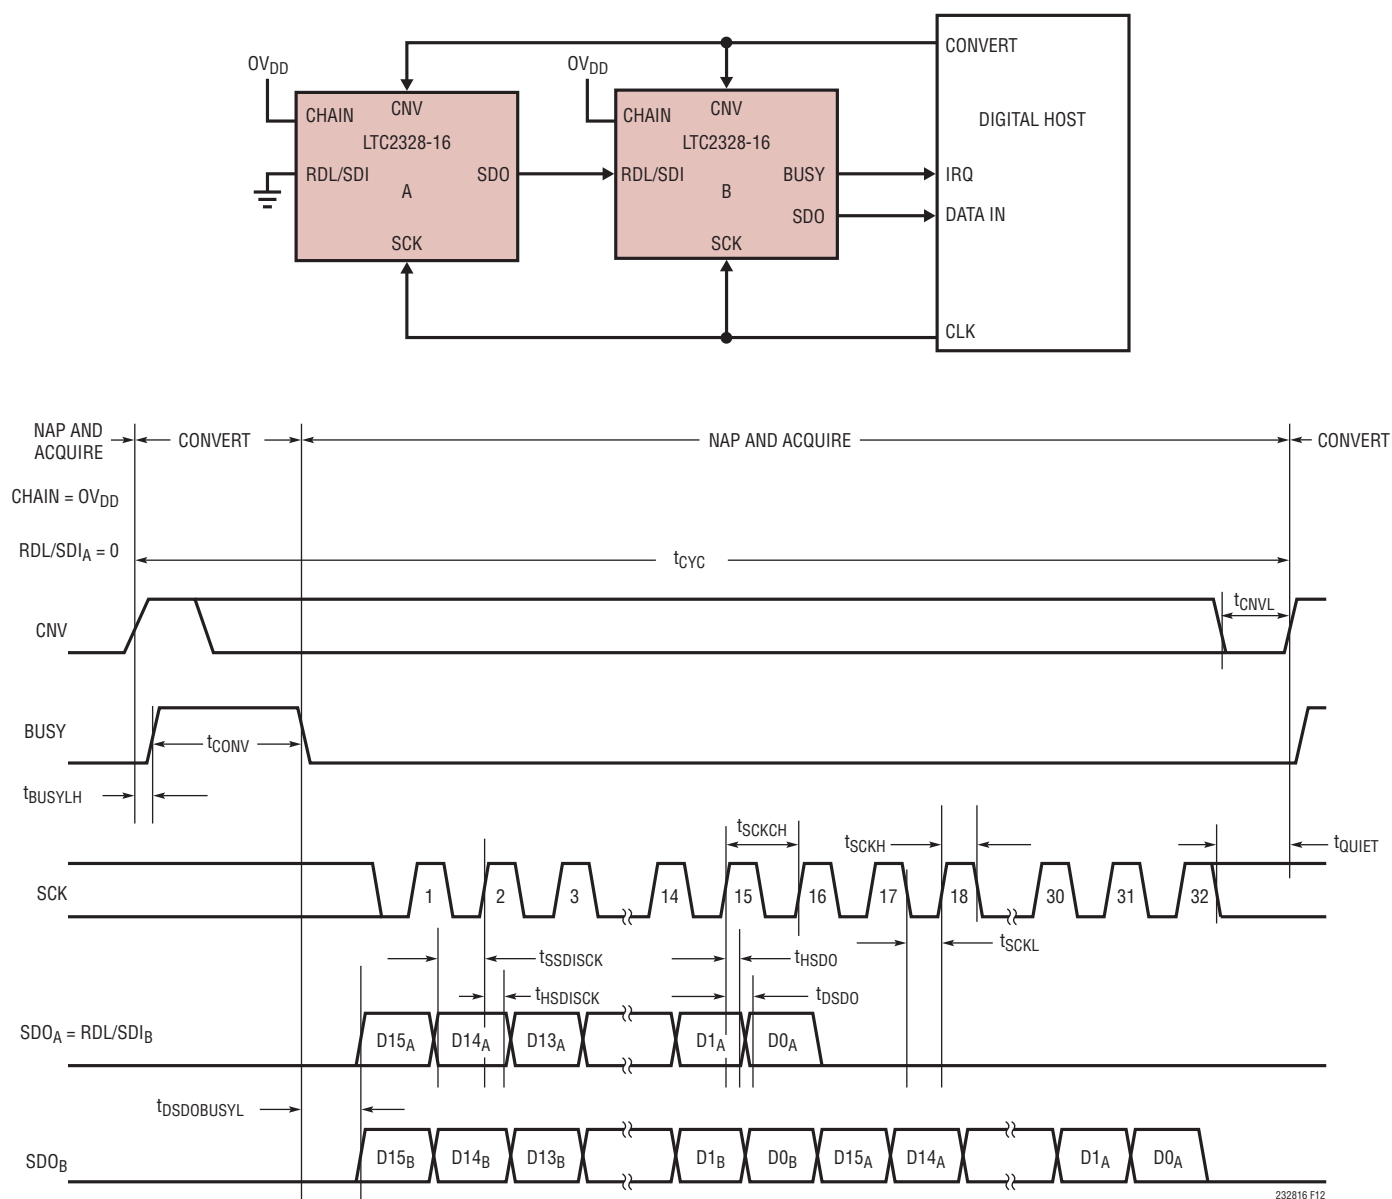 CONVERT
OVDD
OVDD
CHAIN
CNV
LTC2328-16
RDL/SDI
SDO
A
SCK
CHAIN
CNV
LTC2328-16
RDL/SDI
BUSY
B
SDO
SCK
DIGITAL HOST
IRQ
DATA IN
CLK
NAP AND
ACQUIRE
CONVERT
NAP AND ACQUIRE
CONVERT
CHAIN = OVDD
RDL/SDIA = 0
tCYC
tCNVL
CNV
BUSY
tCONV
tBUSYLH
tSCKCH
tSCKH
tQUIET
SCK
1 2 3 14 15 16 17 18 30 31 32
tSSDISCK
tHSDO
tSCKL
tHSDISCK
tDSDO
SDOA = RDL/SDIB
D15A D14A D13A D1A D0A
tDSDOBUSYL
SDOB
D15B D14B D13B D1B D0B D15A D14A D1A D0A
232816 F12